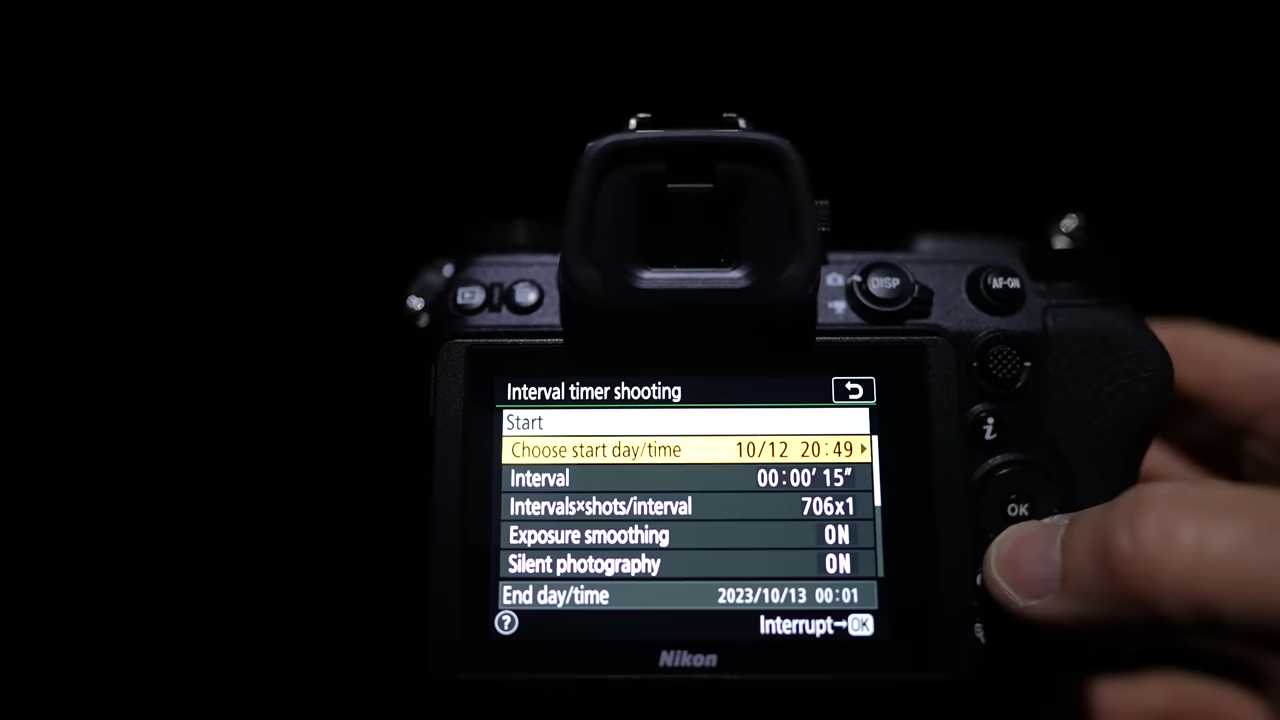 DISP
AF-ON
Interval timer shooting
Start
Choose start day/time 10/12 20:49
Interval 00:00' 15"
Intervals×shots/interval 706x1
Exposure smoothing ON
Silent photography ON
End day/time 2023/10/13 00:01
? Interrupt→OK
i
OK
Nikon